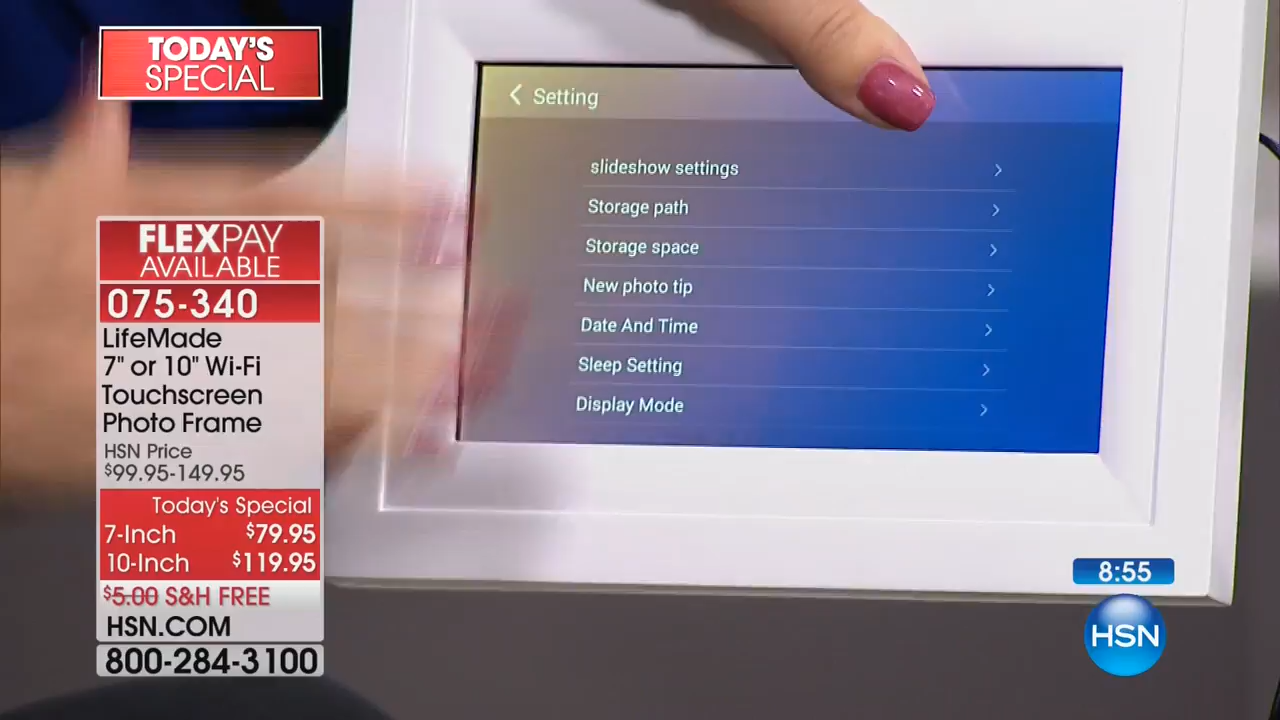 TODAY'S
SPECIAL
FLEXPAY
AVAILABLE
075-340
LifeMade
7" or 10" Wi-Fi
Touchscreen
Photo Frame
HSN Price
$99.95-149.95
Today's Special
7-Inch $79.95
10-Inch $119.95
$5.00 S&H FREE
HSN.COM
800-284-3100
Setting
slideshow settings
Storage path
Storage space
New photo tip
Date And Time
Sleep Setting
Display Mode
8:55
HSN